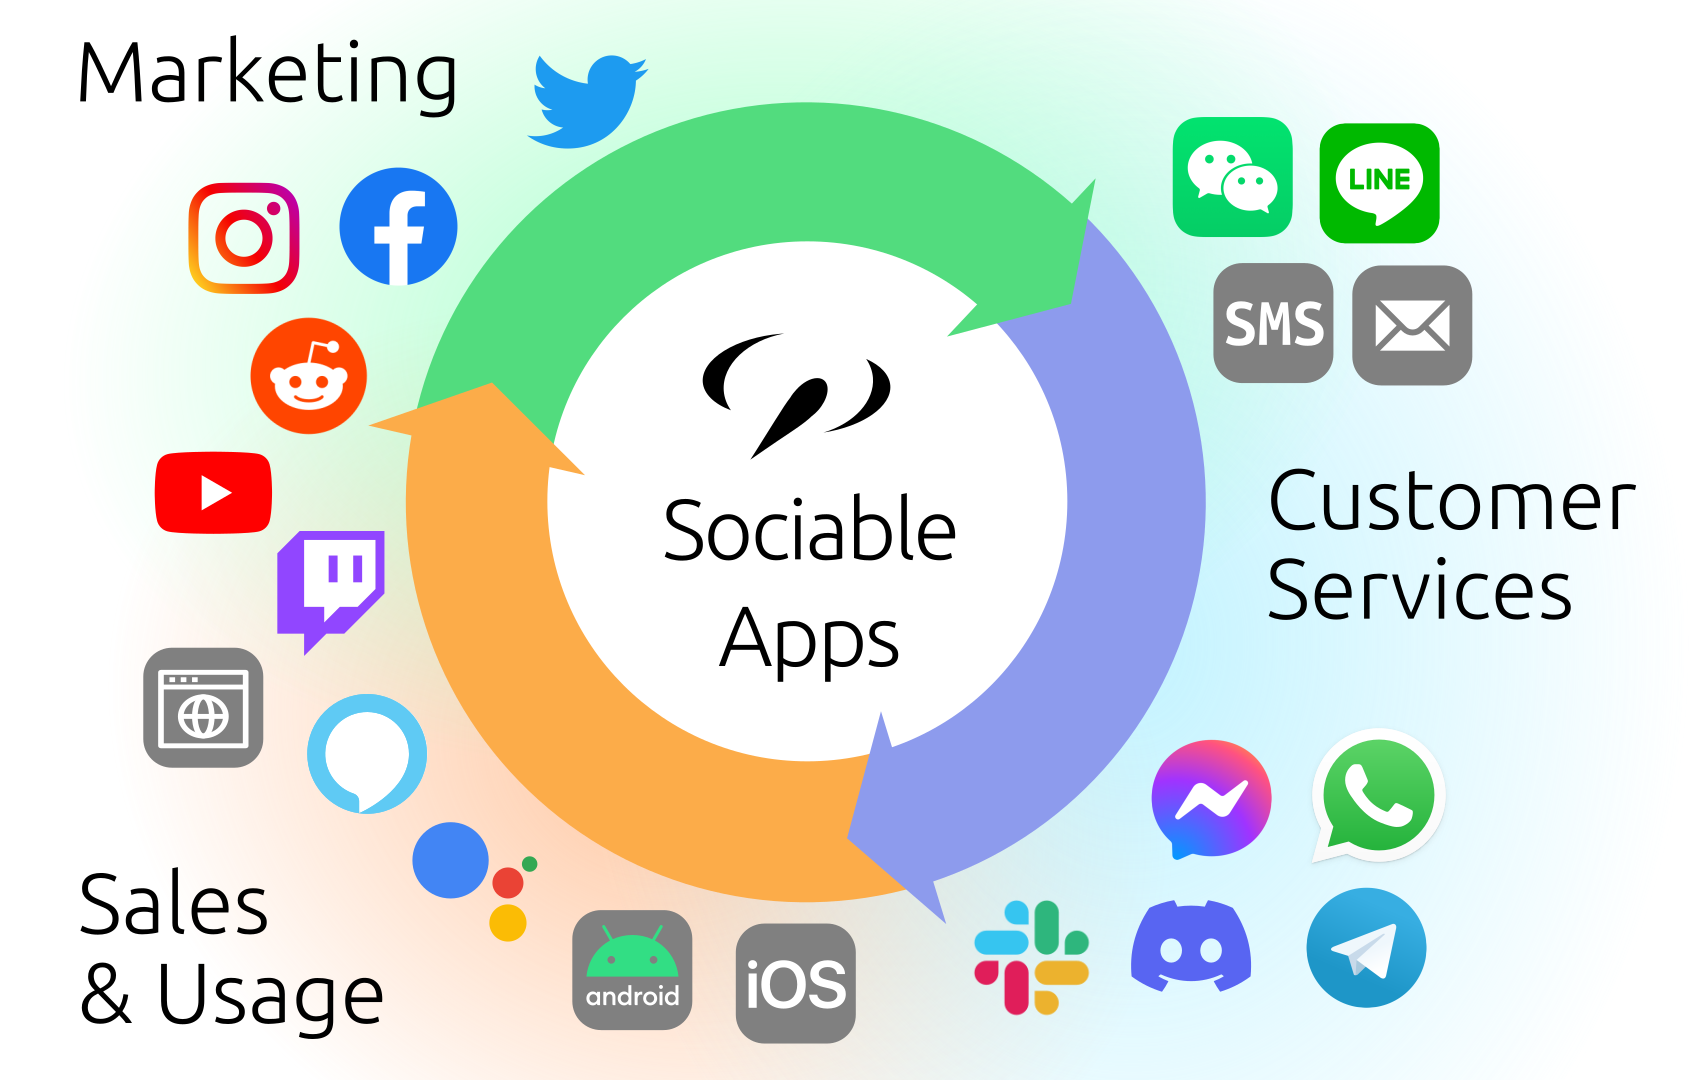 Marketing
LINE
SMS
Sociable
Apps
Customer
Services
Sales
& Usage
android
iOS